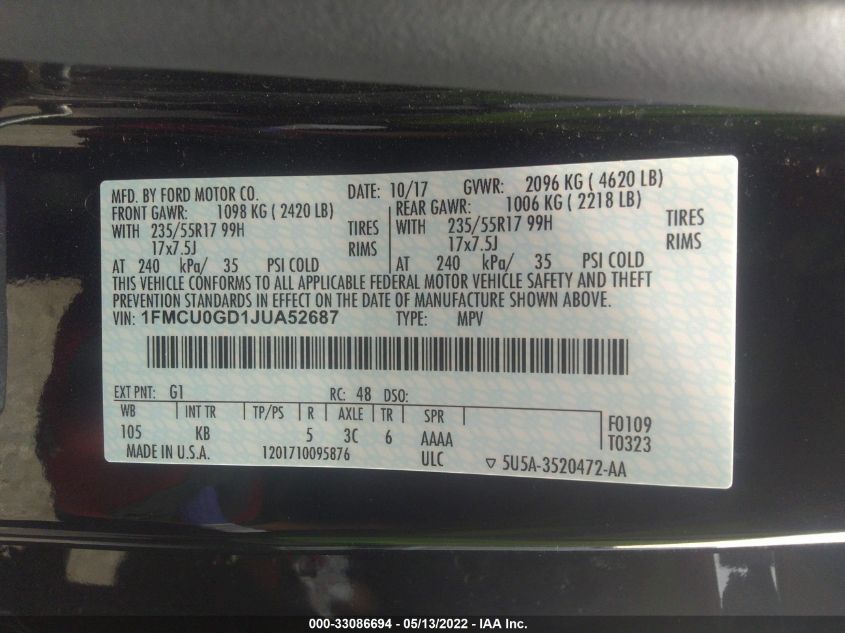 MFD. BY FORD MOTOR CO. DATE: 10/17 GVWR: 2096 KG ( 4620 LB)
FRONT GAWR: 1098 KG ( 2420 LB) REAR GAWR: 1006 KG ( 2218 LB)
WITH 235/55R17 99H TIRES WITH 235/55R17 99H TIRES
17x7.5J RIMS 17x7.5J RIMS
AT 240 kPa/ 35 PSI COLD AT 240 kPa/ 35 PSI COLD
THIS VEHICLE CONFORMS TO ALL APPLICABLE FEDERAL MOTOR VEHICLE SAFETY AND THEFT
PREVENTION STANDARDS IN EFFECT ON THE DATE OF MANUFACTURE SHOWN ABOVE.
VIN: 1FMCU0GD1JUA52687 TYPE: MPV
EXT PNT: G1 RC: 48 DSO:
WB INT TR TP/PS R AXLE TR SPR F0109
105 KB 5 3C 6 AAAA T0323
MADE IN U.S.A. 1201710095876 ULC ▽ 5U5A-3520472-AA
000-33086694 - 05/13/2022 - IAA Inc.